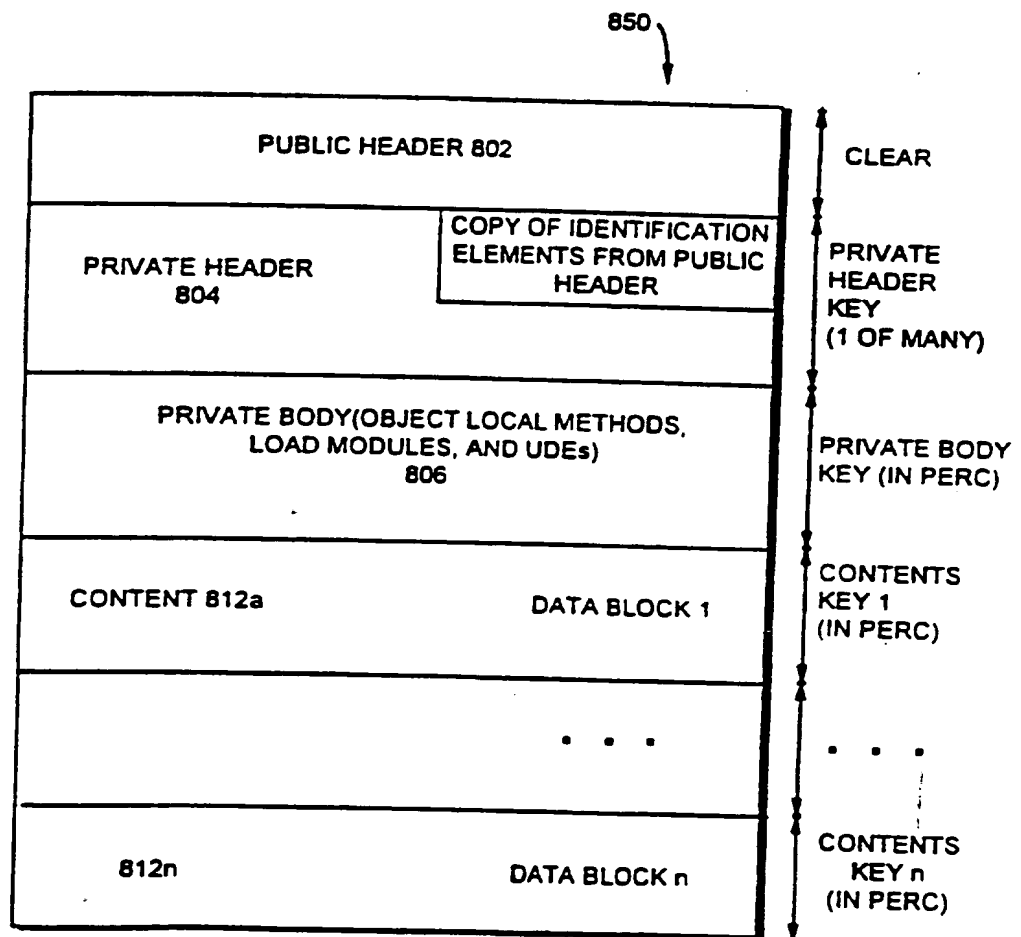 850
PUBLIC HEADER 802
CLEAR
PRIVATE HEADER
804
COPY OF IDENTIFICATION
ELEMENTS FROM PUBLIC
HEADER
PRIVATE
HEADER
KEY
(1 OF MANY)
PRIVATE BODY(OBJECT LOCAL METHODS,
LOAD MODULES, AND UDEs)
806
PRIVATE BODY
KEY (IN PERC)
CONTENT 812a
DATA BLOCK 1
CONTENTS
KEY 1
(IN PERC)
. . .
. . .
812n
DATA BLOCK n
CONTENTS
KEY n
(IN PERC)